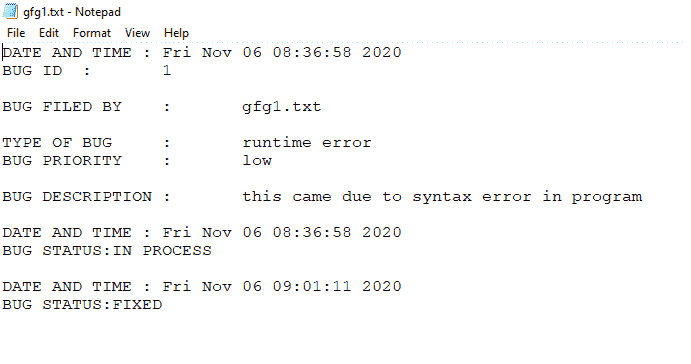 gfg1.txt - Notepad
File Edit Format View Help
DATE AND TIME : Fri Nov 06 08:36:58 2020
BUG ID  :       1
BUG FILED BY    :       gfg1.txt
TYPE OF BUG     :       runtime error
BUG PRIORITY    :       low
BUG DESCRIPTION :       this came due to syntax error in program
DATE AND TIME : Fri Nov 06 08:36:58 2020
BUG STATUS:IN PROCESS
DATE AND TIME : Fri Nov 06 09:01:11 2020
BUG STATUS:FIXED